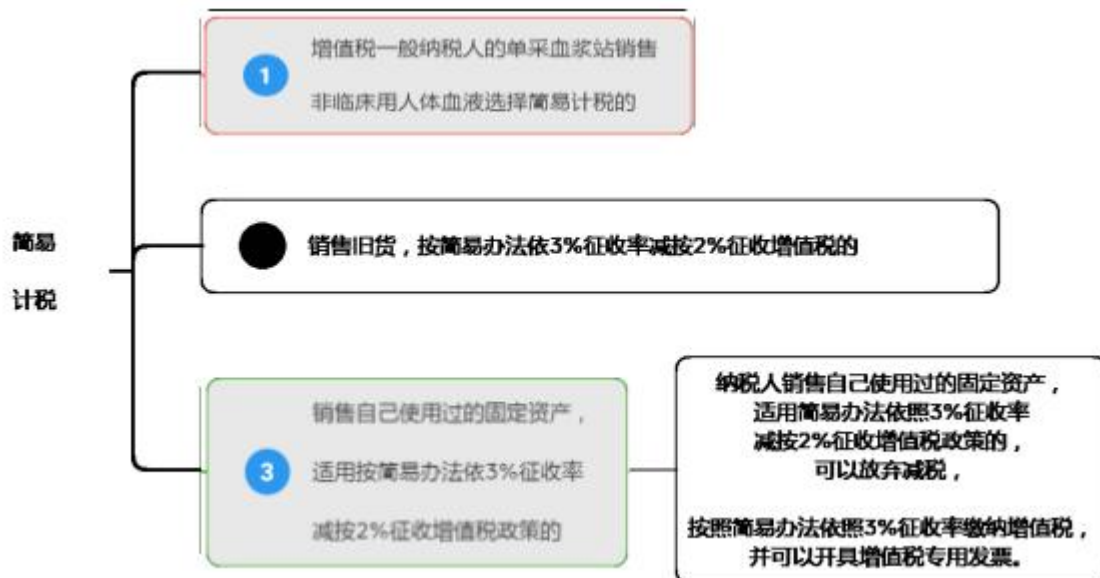 简易
计税
1
增值税一般纳税人的单采血浆站销售
非临床用人体血液选择简易计税的
销售旧货，按简易办法依3%征收率减按2%征收增值税的
3
销售自己使用过的固定资产，
适用按简易办法依3%征收率
减按2%征收增值税政策的
纳税人销售自己使用过的固定资产，
适用简易办法依照3%征收率
减按2%征收增值税政策的，
可以放弃减税，
按照简易办法依照3%征收率缴纳增值税，
并可以开具增值税专用发票。